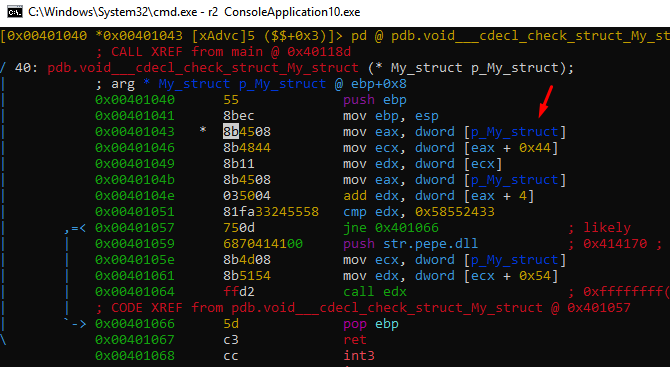 C:\Windows\System32\cmd.exe - r2 ConsoleApplication10.exe
[0x00401040 *0x00401043 [xAdvc]5 ($$+0x3)]> pd @ pdb.void___cdecl_check_struct_My_st
; CALL XREF from main @ 0x40118d
/ 40: pdb.void___cdecl_check_struct_My_struct (* My_struct p_My_struct);
| ; arg * My_struct p_My_struct @ ebp+0x8
| 0x00401040 55 push ebp
| 0x00401041 8bec mov ebp, esp
| 0x00401043 * 8b4508 mov eax, dword [p_My_struct]
| 0x00401046 8b4844 mov ecx, dword [eax + 0x44]
| 0x00401049 8b11 mov edx, dword [ecx]
| 0x0040104b 8b4508 mov eax, dword [p_My_struct]
| 0x0040104e 035004 add edx, dword [eax + 4]
| 0x00401051 81fa33245558 cmp edx, 0x58552433
| ,=< 0x00401057 750d jne 0x401066 ; likely
| | 0x00401059 6870414100 push str.pepe.dll ; 0x414170 ;
| | 0x0040105e 8b4d08 mov ecx, dword [p_My_struct]
| | 0x00401061 8b5154 mov edx, dword [ecx + 0x54]
| | 0x00401064 ffd2 call edx ; 0xffffffff(
| | ; CODE XREF from pdb.void___cdecl_check_struct_My_struct @ 0x401057
| `-> 0x00401066 5d pop ebp
\ 0x00401067 c3 ret
0x00401068 cc int3